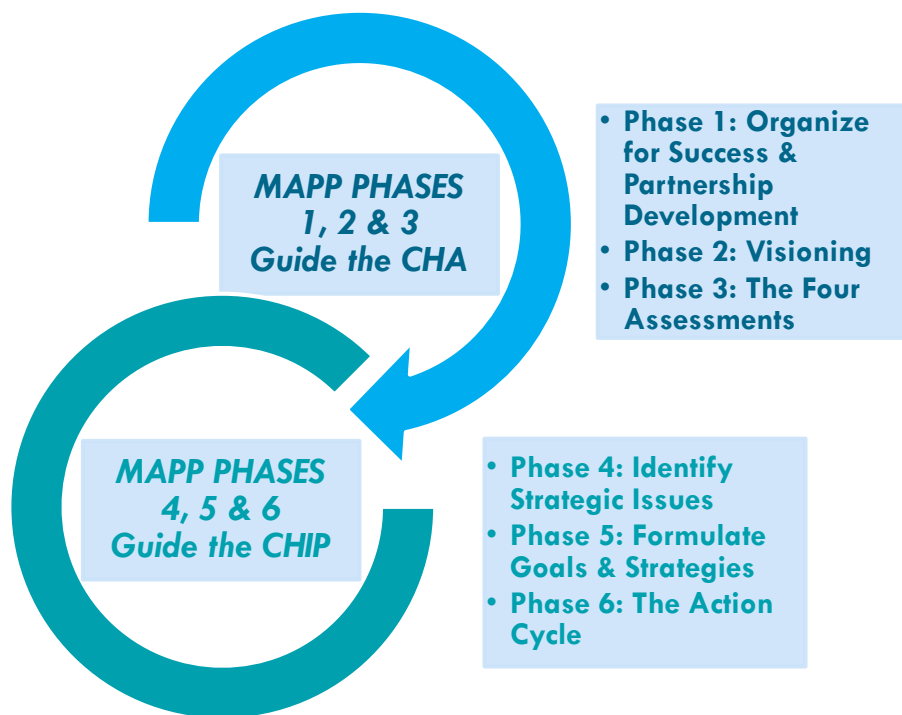 MAPP PHASES
1, 2 & 3
Guide the CHA
• Phase 1: Organize
for Success &
Partnership
Development
• Phase 2: Visioning
• Phase 3: The Four
Assessments
MAPP PHASES
4, 5 & 6
Guide the CHIP
• Phase 4: Identify
Strategic Issues
• Phase 5: Formulate
Goals & Strategies
• Phase 6: The Action
Cycle